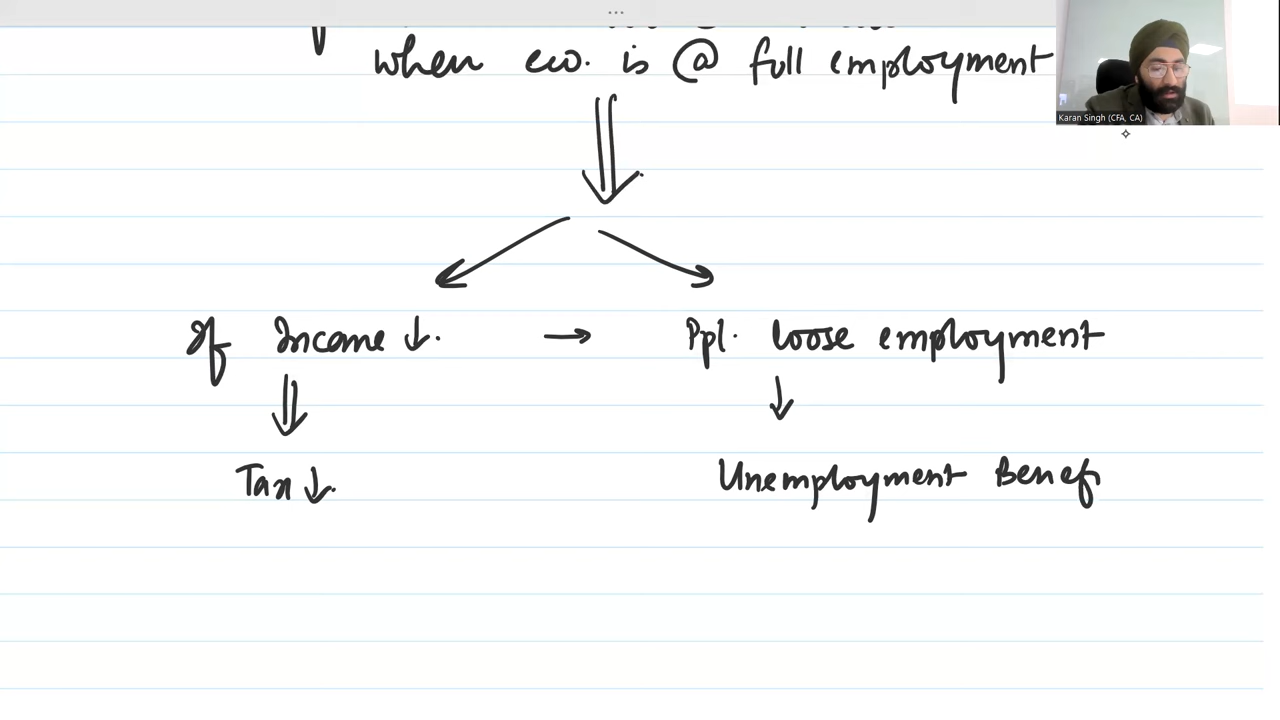 when eco. is @ full employment
Karan Singh (CFA, CA)
If Income ↓. → Ppl. loose employment
Tax ↓. Unemployment Benef